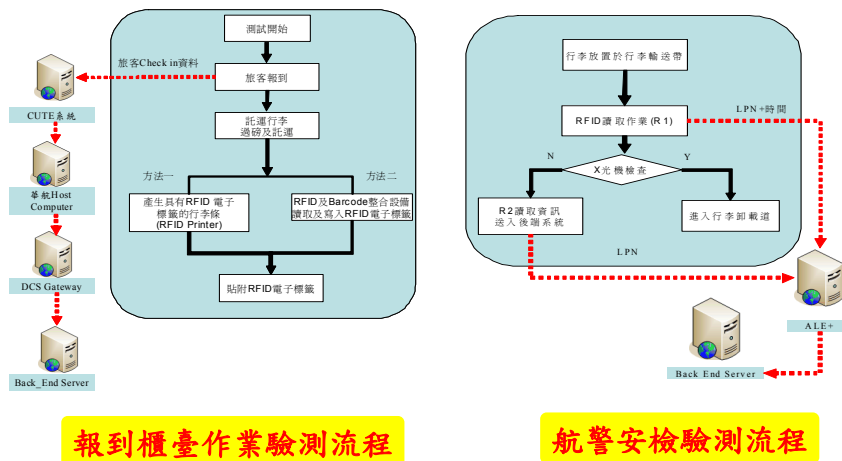 測試開始
旅客Check in資料
旅客報到
CUTE系統
託運行李
過磅及託運
華航Host
Computer
方法一
方法二
產生具有RFID 電子
標籤的行李條
(RFID Printer)
RFID及Barcode整合設備
讀取及寫入RFID電子標籤
DCS Gateway
貼附RFID電子標籤
Back_End Server
報到櫃臺作業驗測流程
行李放置於行李輸送帶
RFID讀取作業(R1)
LPN+時間
N
X光機檢查
Y
R2讀取資訊
送入後端系統
進入行李卸載道
LPN
ALE+
Back End Server
航警安檢驗測流程